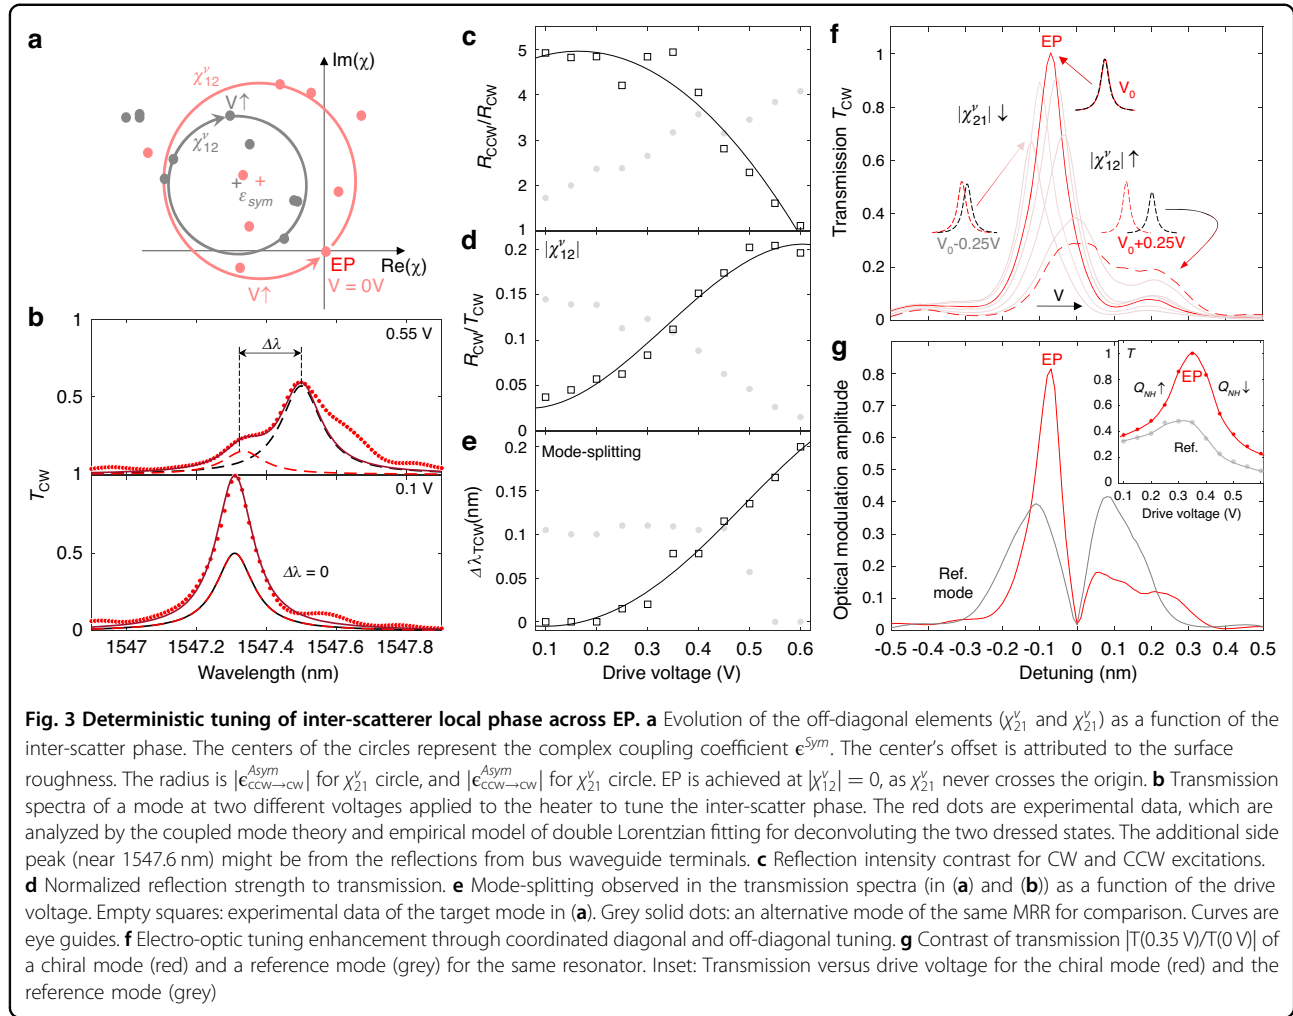 a
Im(χ)
χ₁₂ᵛ
V↑
χ₁₂ᵛ
ε_sym
EP
Re(χ)
V = 0V
V↑
b
1
0.55 V
Δλ
0.5
1
0.1 V
T_CW
0.5
Δλ = 0
0
1547 1547.2 1547.4 1547.6 1547.8
Wavelength (nm)
c
5
4
3
2
1
R_CCW/R_CW
d
|χ₁₂ᵛ|
0.2
0.15
0.1
0.05
0
R_CW/T_CW
e
Mode-splitting
0.2
0.15
0.1
0.05
0
Δλ_TCW(nm)
0.1 0.2 0.3 0.4 0.5 0.6
Drive voltage (V)
f
EP
1
0.8
0.6
0.4
0.2
0
Transmission T_CW
V₀
|χ₂₁ᵛ| ↓
|χ₁₂ᵛ| ↑
V₀-0.25V
V₀+0.25V
V
g
EP
0.8
0.7
0.6
0.5
0.4
0.3
0.2
0.1
0
Optical modulation amplitude
Ref.
mode
-0.5 -0.4 -0.3 -0.2 -0.1 0 0.1 0.2 0.3 0.4 0.5
Detuning (nm)
T
1
0.8
0.6
0.4
0.2
0
Q_NH↑
EP
Q_NH↓
Ref.
0.1 0.2 0.3 0.4 0.5
Drive voltage (V)
Fig. 3 Deterministic tuning of inter-scatterer local phase across EP. a Evolution of the off-diagonal elements (χ₂₁ᵛ and χ₂₁ᵛ) as a function of the
inter-scatter phase. The centers of the circles represent the complex coupling coefficient ϵ^Sym. The center's offset is attributed to the surface
roughness. The radius is |ϵ^Asym_ccw→cw| for χ₂₁ᵛ circle, and |ϵ^Asym_ccw→cw| for χ₂₁ᵛ circle. EP is achieved at |χ₁₂ᵛ| = 0, as χ₂₁ᵛ never crosses the origin. b Transmission
spectra of a mode at two different voltages applied to the heater to tune the inter-scatter phase. The red dots are experimental data, which are
analyzed by the coupled mode theory and empirical model of double Lorentzian fitting for deconvoluting the two dressed states. The additional side
peak (near 1547.6 nm) might be from the reflections from bus waveguide terminals. c Reflection intensity contrast for CW and CCW excitations.
d Normalized reflection strength to transmission. e Mode-splitting observed in the transmission spectra (in (a) and (b)) as a function of the drive
voltage. Empty squares: experimental data of the target mode in (a). Grey solid dots: an alternative mode of the same MRR for comparison. Curves are
eye guides. f Electro-optic tuning enhancement through coordinated diagonal and off-diagonal tuning. g Contrast of transmission |T(0.35 V)/T(0 V)| of
a chiral mode (red) and a reference mode (grey) for the same resonator. Inset: Transmission versus drive voltage for the chiral mode (red) and the
reference mode (grey)